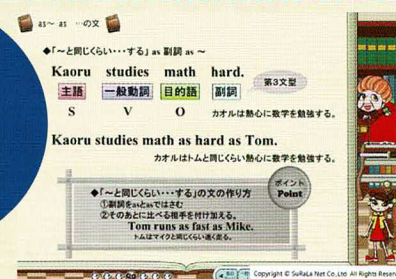 as～ as …の文
◆「～と同じくらい・・・する」as 副詞 as ～
Kaoru studies math hard.
主語 一般動詞 目的語 副詞 第3文型
S V O カオルは熱心に数学を勉強する。
Kaoru studies math as hard as Tom.
カオルはトムと同じくらい熱心に数学を勉強する。
ポイント
Point
◆「～と同じくらい・・・する」の文の作り方
①副詞をasとasではさむ
②そのあとに比べる相手を付け加える。
Tom runs as fast as Mike.
トムはマイクと同じくらい速く走る。
Copyright © SuRaLa Net Co.,Ltd All Rights Reser